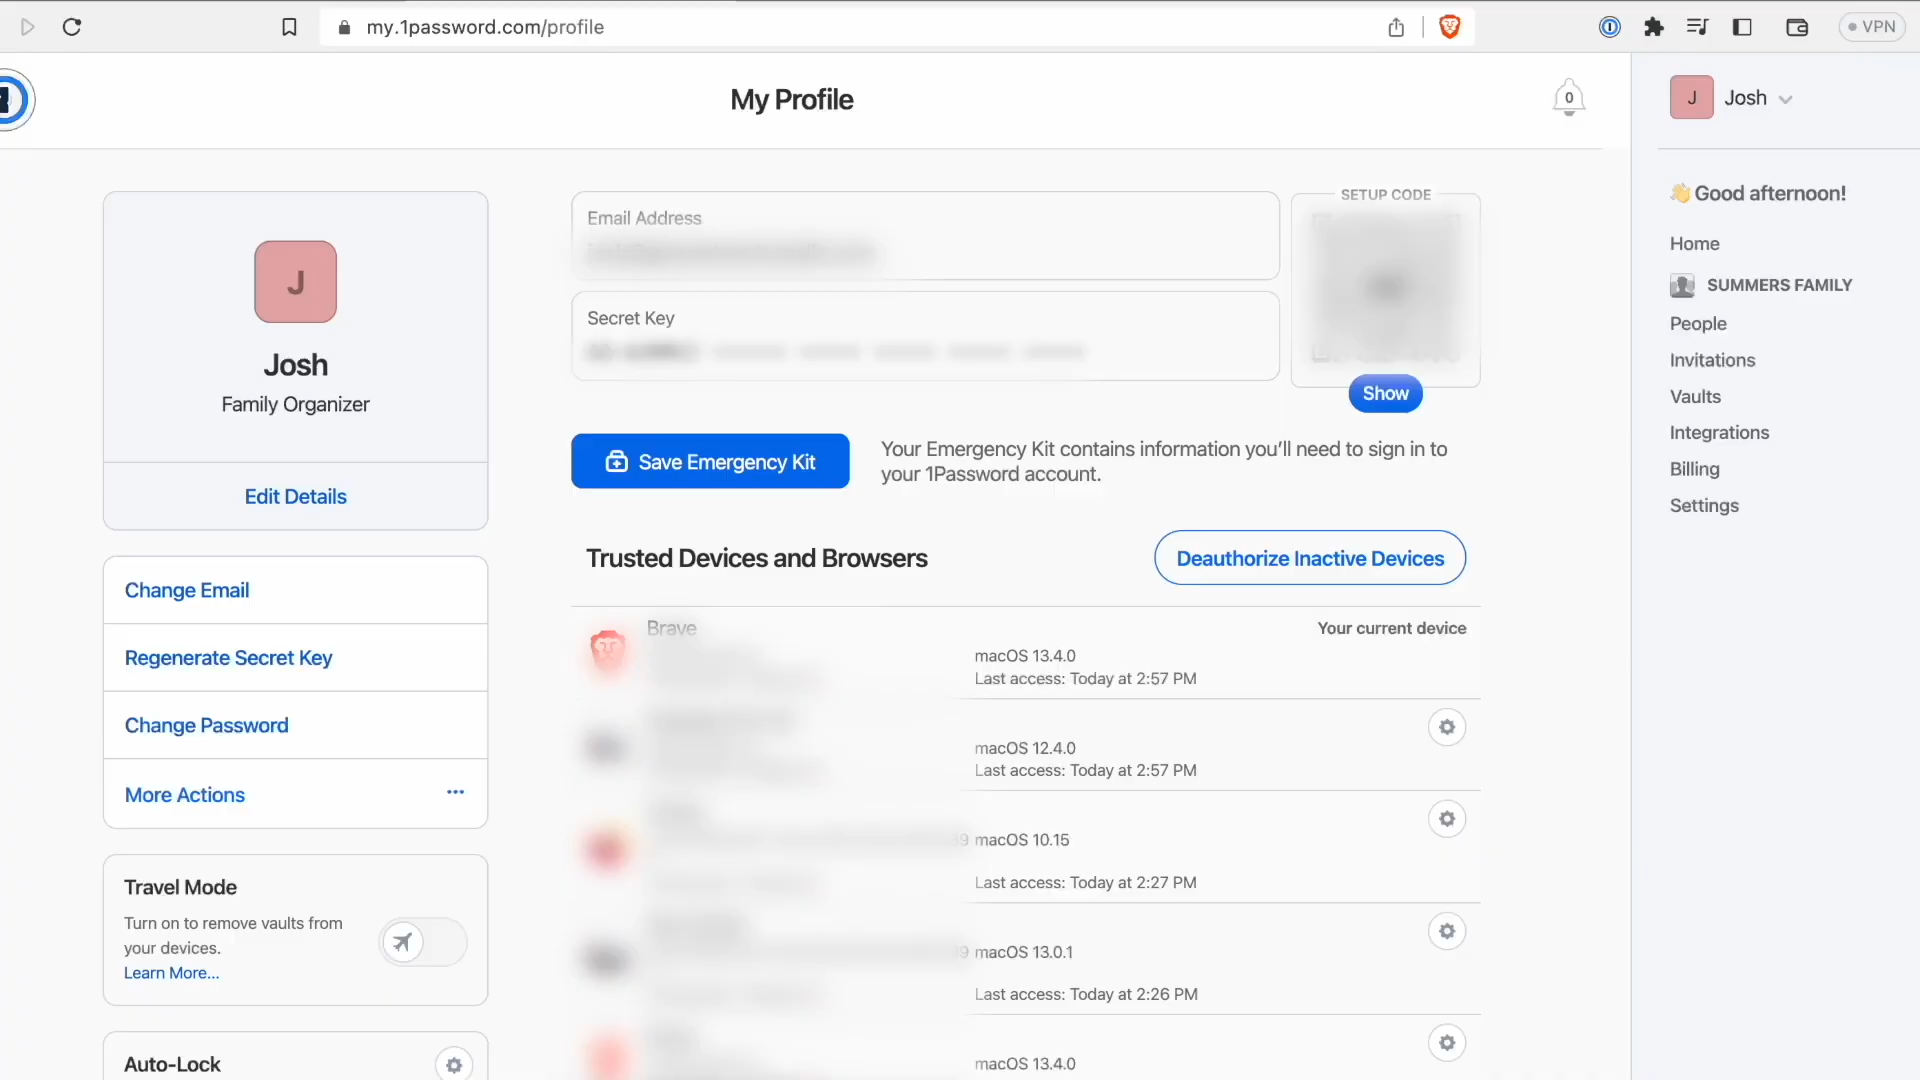 my.1password.com/profile
VPN
My Profile
0
J
Josh
👋 Good afternoon!
Home
SUMMERS FAMILY
People
Invitations
Vaults
Integrations
Billing
Settings
J
Josh
Family Organizer
Edit Details
Change Email
Regenerate Secret Key
Change Password
More Actions
Travel Mode
Turn on to remove vaults from
your devices.
Learn More...
Auto-Lock
Email Address
Secret Key
SETUP CODE
Show
Save Emergency Kit
Your Emergency Kit contains information you’ll need to sign in to
your 1Password account.
Trusted Devices and Browsers
Deauthorize Inactive Devices
Brave
Your current device
macOS 13.4.0
Last access: Today at 2:57 PM
macOS 12.4.0
Last access: Today at 2:57 PM
macOS 10.15
Last access: Today at 2:27 PM
macOS 13.0.1
Last access: Today at 2:26 PM
macOS 13.4.0